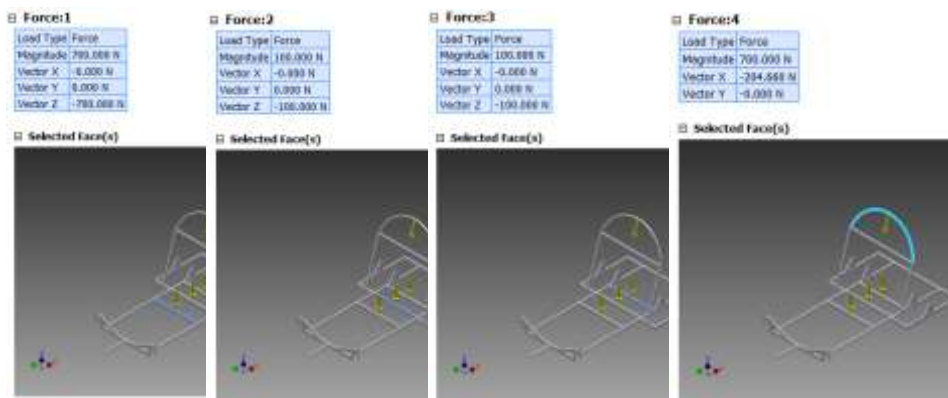 Force:1
Load Type Force
Magnitude 700.000 N
Vector X -0.000 N
Vector Y 0.000 N
Vector Z -700.000 N
Selected Face(s)
Force:2
Load Type Force
Magnitude 100.000 N
Vector X -0.000 N
Vector Y 0.000 N
Vector Z -100.000 N
Selected Face(s)
Force:3
Load Type Force
Magnitude 100.000 N
Vector X -0.000 N
Vector Y 0.000 N
Vector Z -100.000 N
Selected Face(s)
Force:4
Load Type Force
Magnitude 700.000 N
Vector X -204.660 N
Vector Y -0.000 N
Selected Face(s)